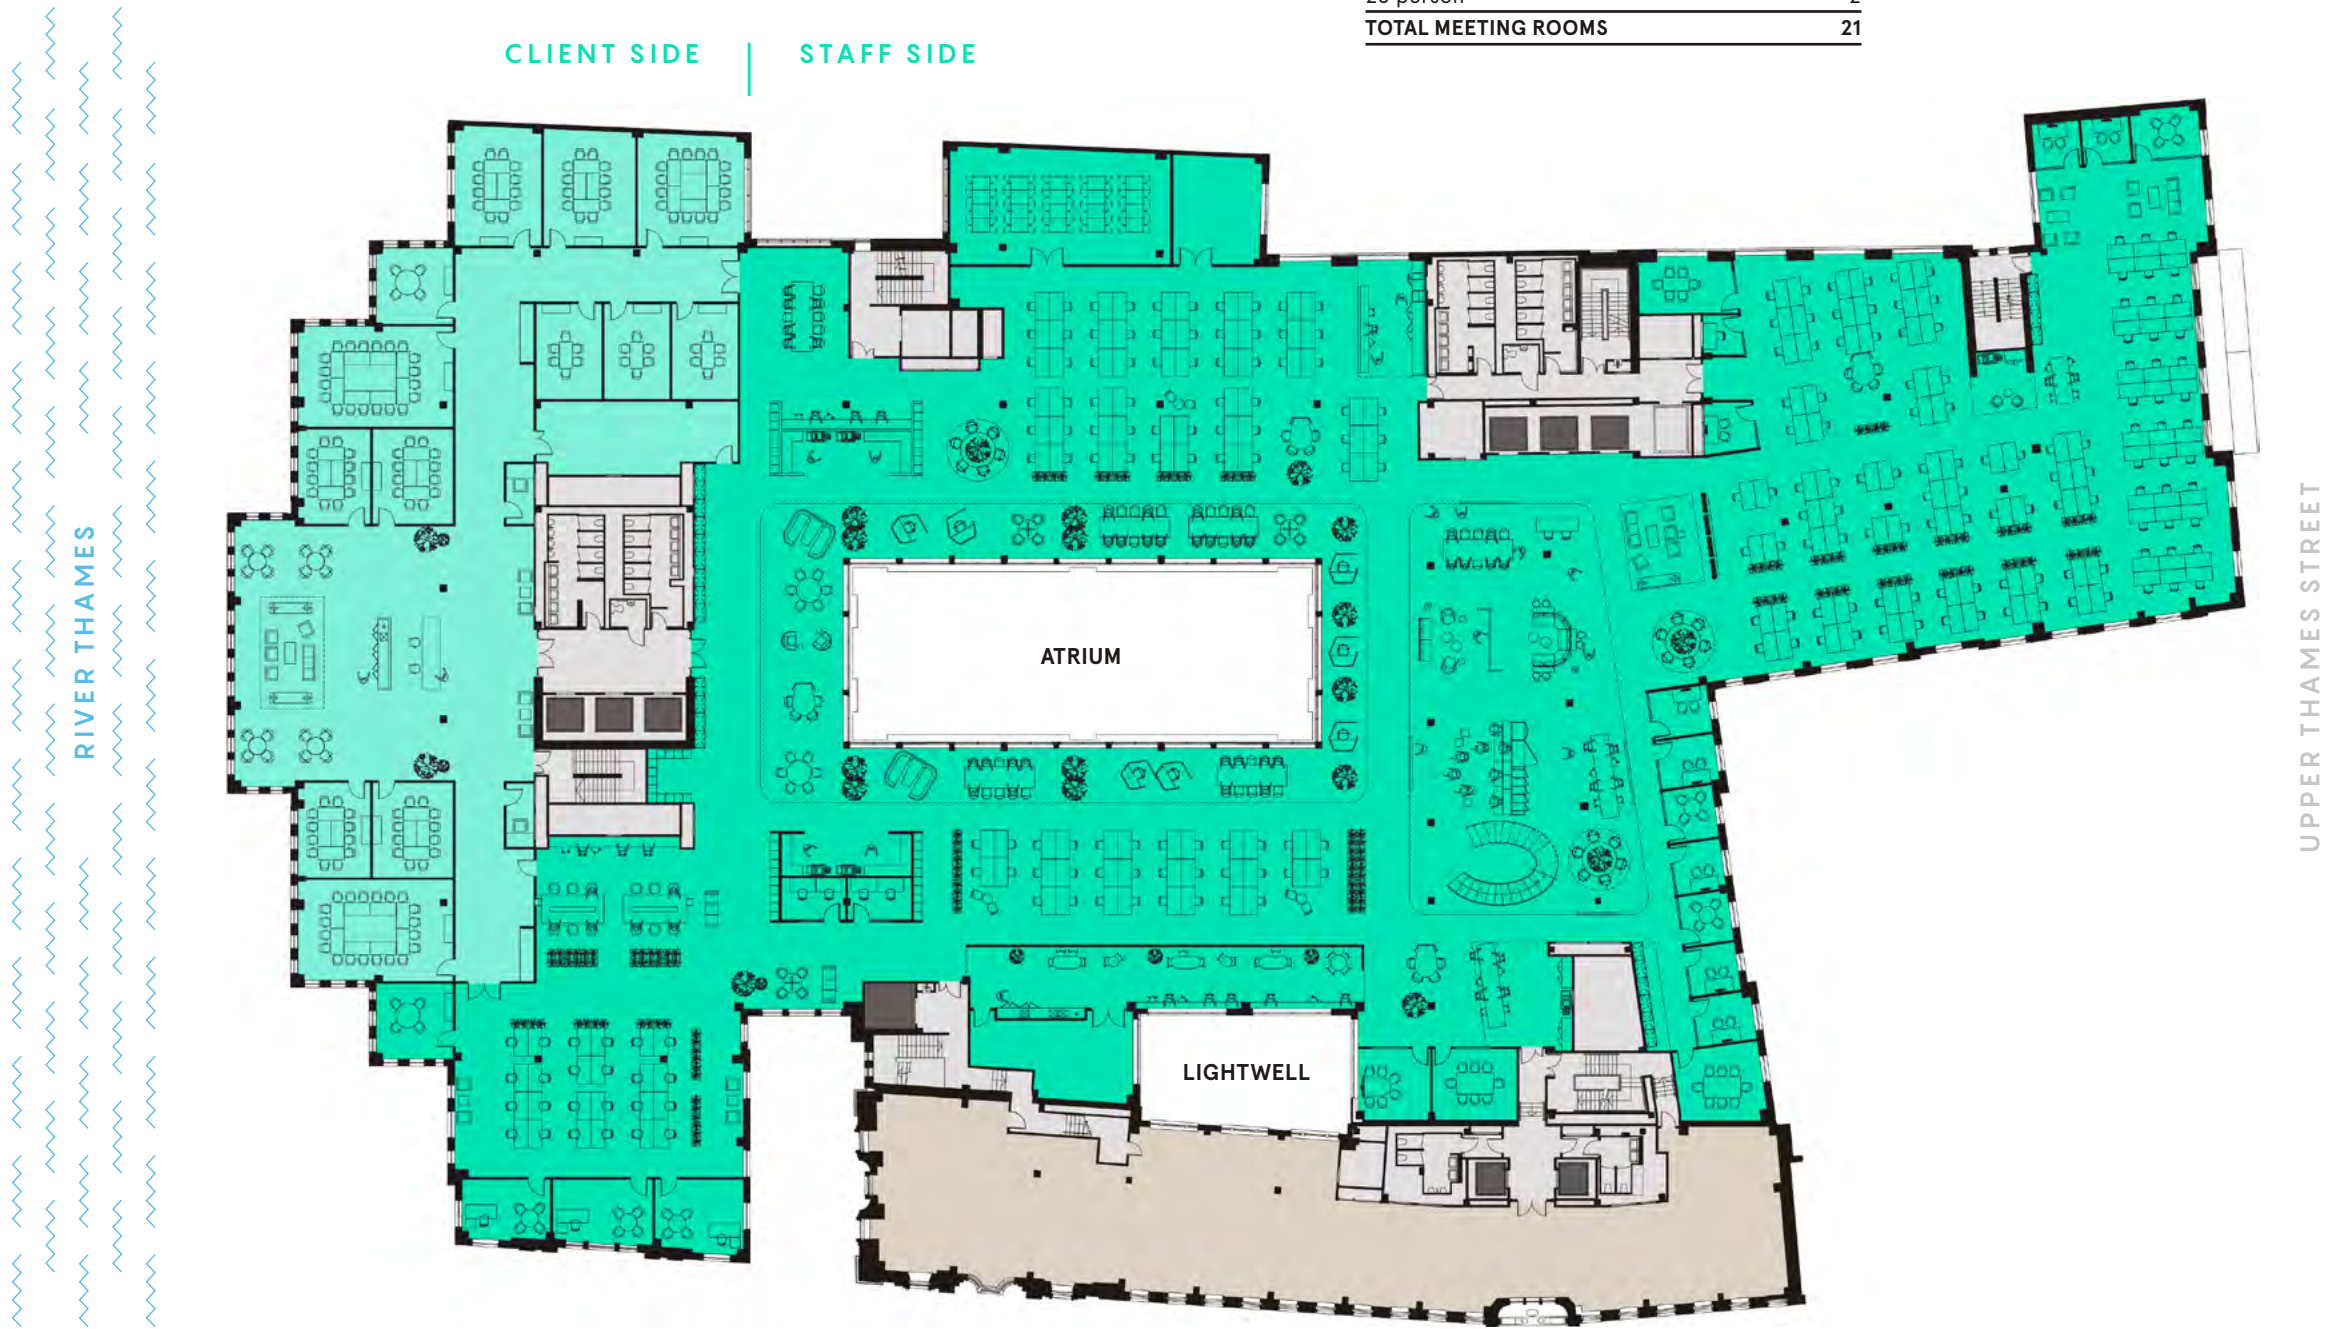 TOTAL MEETING ROOMS 21
CLIENT SIDE STAFF SIDE
RIVER THAMES
ATRIUM
LIGHTWELL
UPPER THAMES STREET